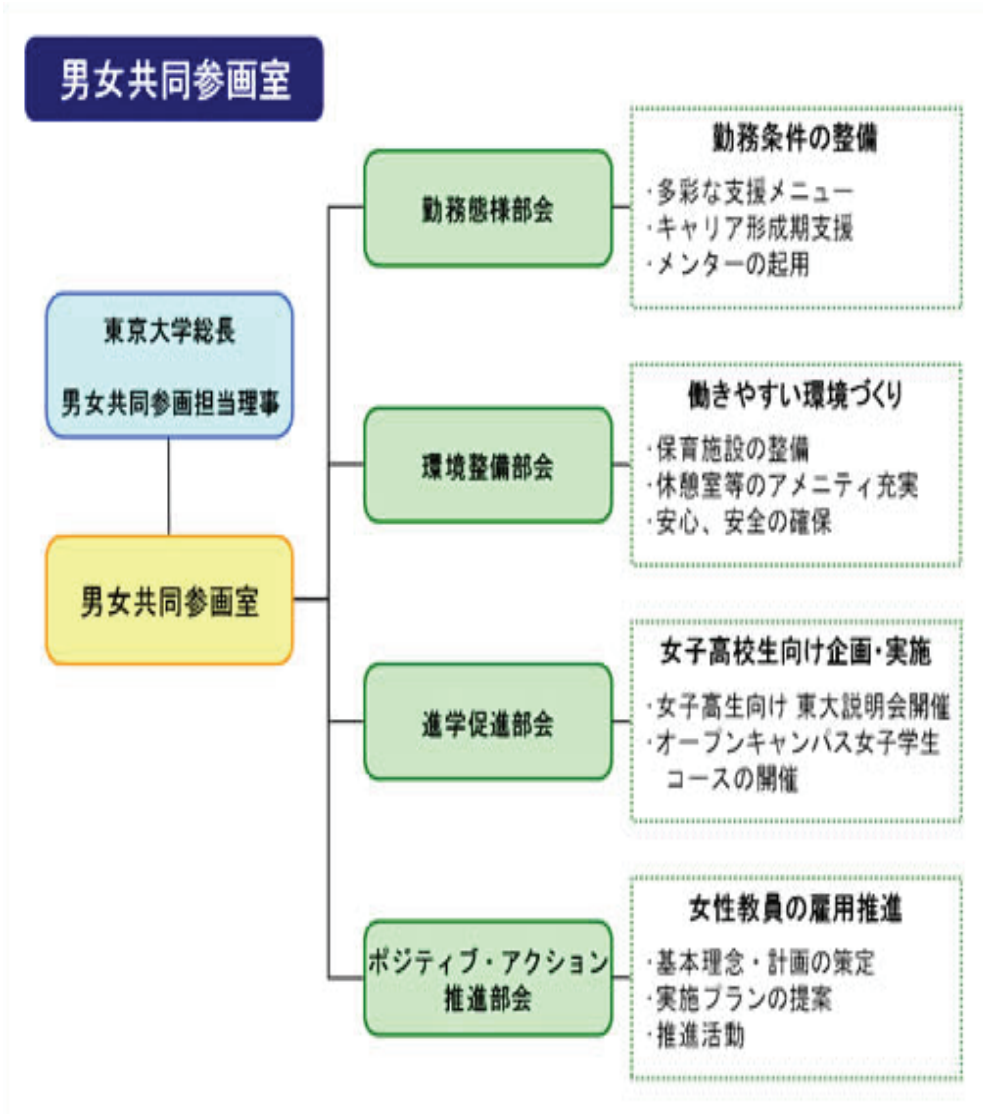 男女共同参画室
東京大学総長
男女共同参画担当理事
男女共同参画室
勤務態様部会
勤務条件の整備
・多彩な支援メニュー
・キャリア形成期支援
・メンターの起用
環境整備部会
働きやすい環境づくり
・保育施設の整備
・休憩室等のアメニティ充実
・安心、安全の確保
進学促進部会
女子高校生向け企画・実施
・女子高生向け 東大説明会開催
・オープンキャンパス女子学生
コースの開催
ポジティブ・アクション
推進部会
女性教員の雇用推進
・基本理念・計画の策定
・実施プランの提案
・推進活動